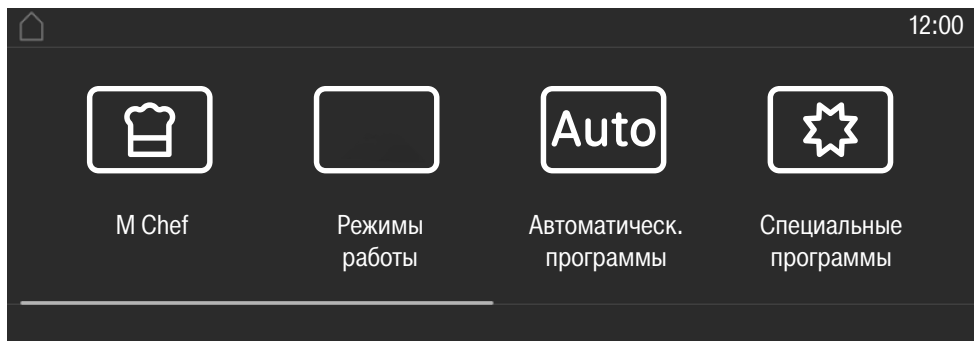 12:00
Auto
M Chef
Режимы
работы
Автоматическ.
программы
Специальные
программы